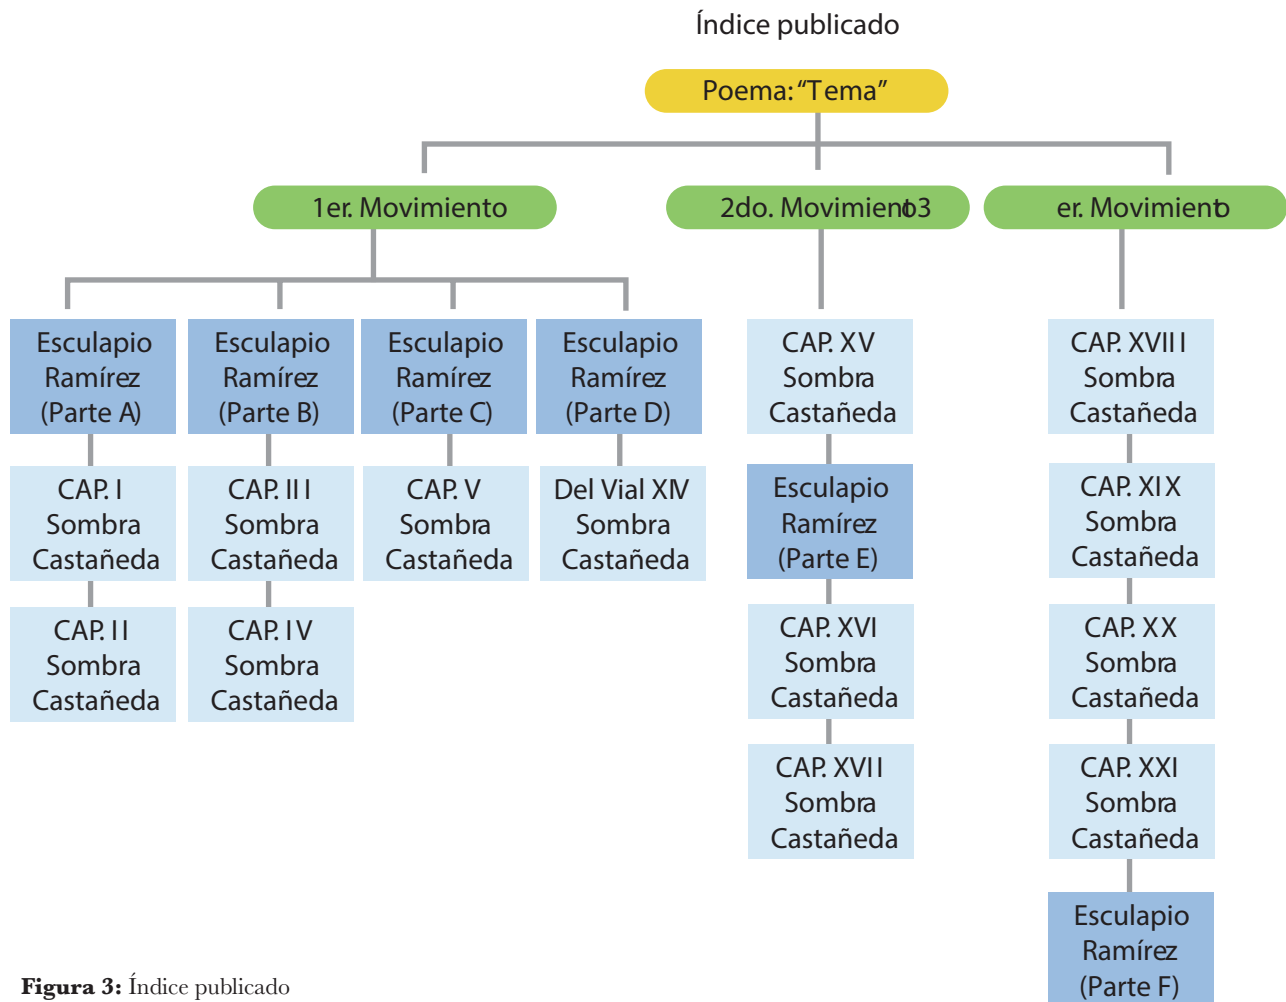 Índice publicado
Poema: “Tema”
1er. Movimiento
2do. Movimiento3
er. Movimiento
Esculapio
Ramírez
(Parte A)
CAP. I
Sombra
Castañeda
CAP. II
Sombra
Castañeda
Esculapio
Ramírez
(Parte B)
CAP. III
Sombra
Castañeda
CAP. IV
Sombra
Castañeda
Esculapio
Ramírez
(Parte C)
CAP. V
Sombra
Castañeda
Esculapio
Ramírez
(Parte D)
Del VIal XIV
Sombra
Castañeda
CAP. XV
Sombra
Castañeda
Esculapio
Ramírez
(Parte E)
CAP. XVI
Sombra
Castañeda
CAP. XVII
Sombra
Castañeda
CAP. XVIII
Sombra
Castañeda
CAP. XIX
Sombra
Castañeda
CAP. XX
Sombra
Castañeda
CAP. XXI
Sombra
Castañeda
Esculapio
Ramírez
(Parte F)
Figura 3: Índice publicado